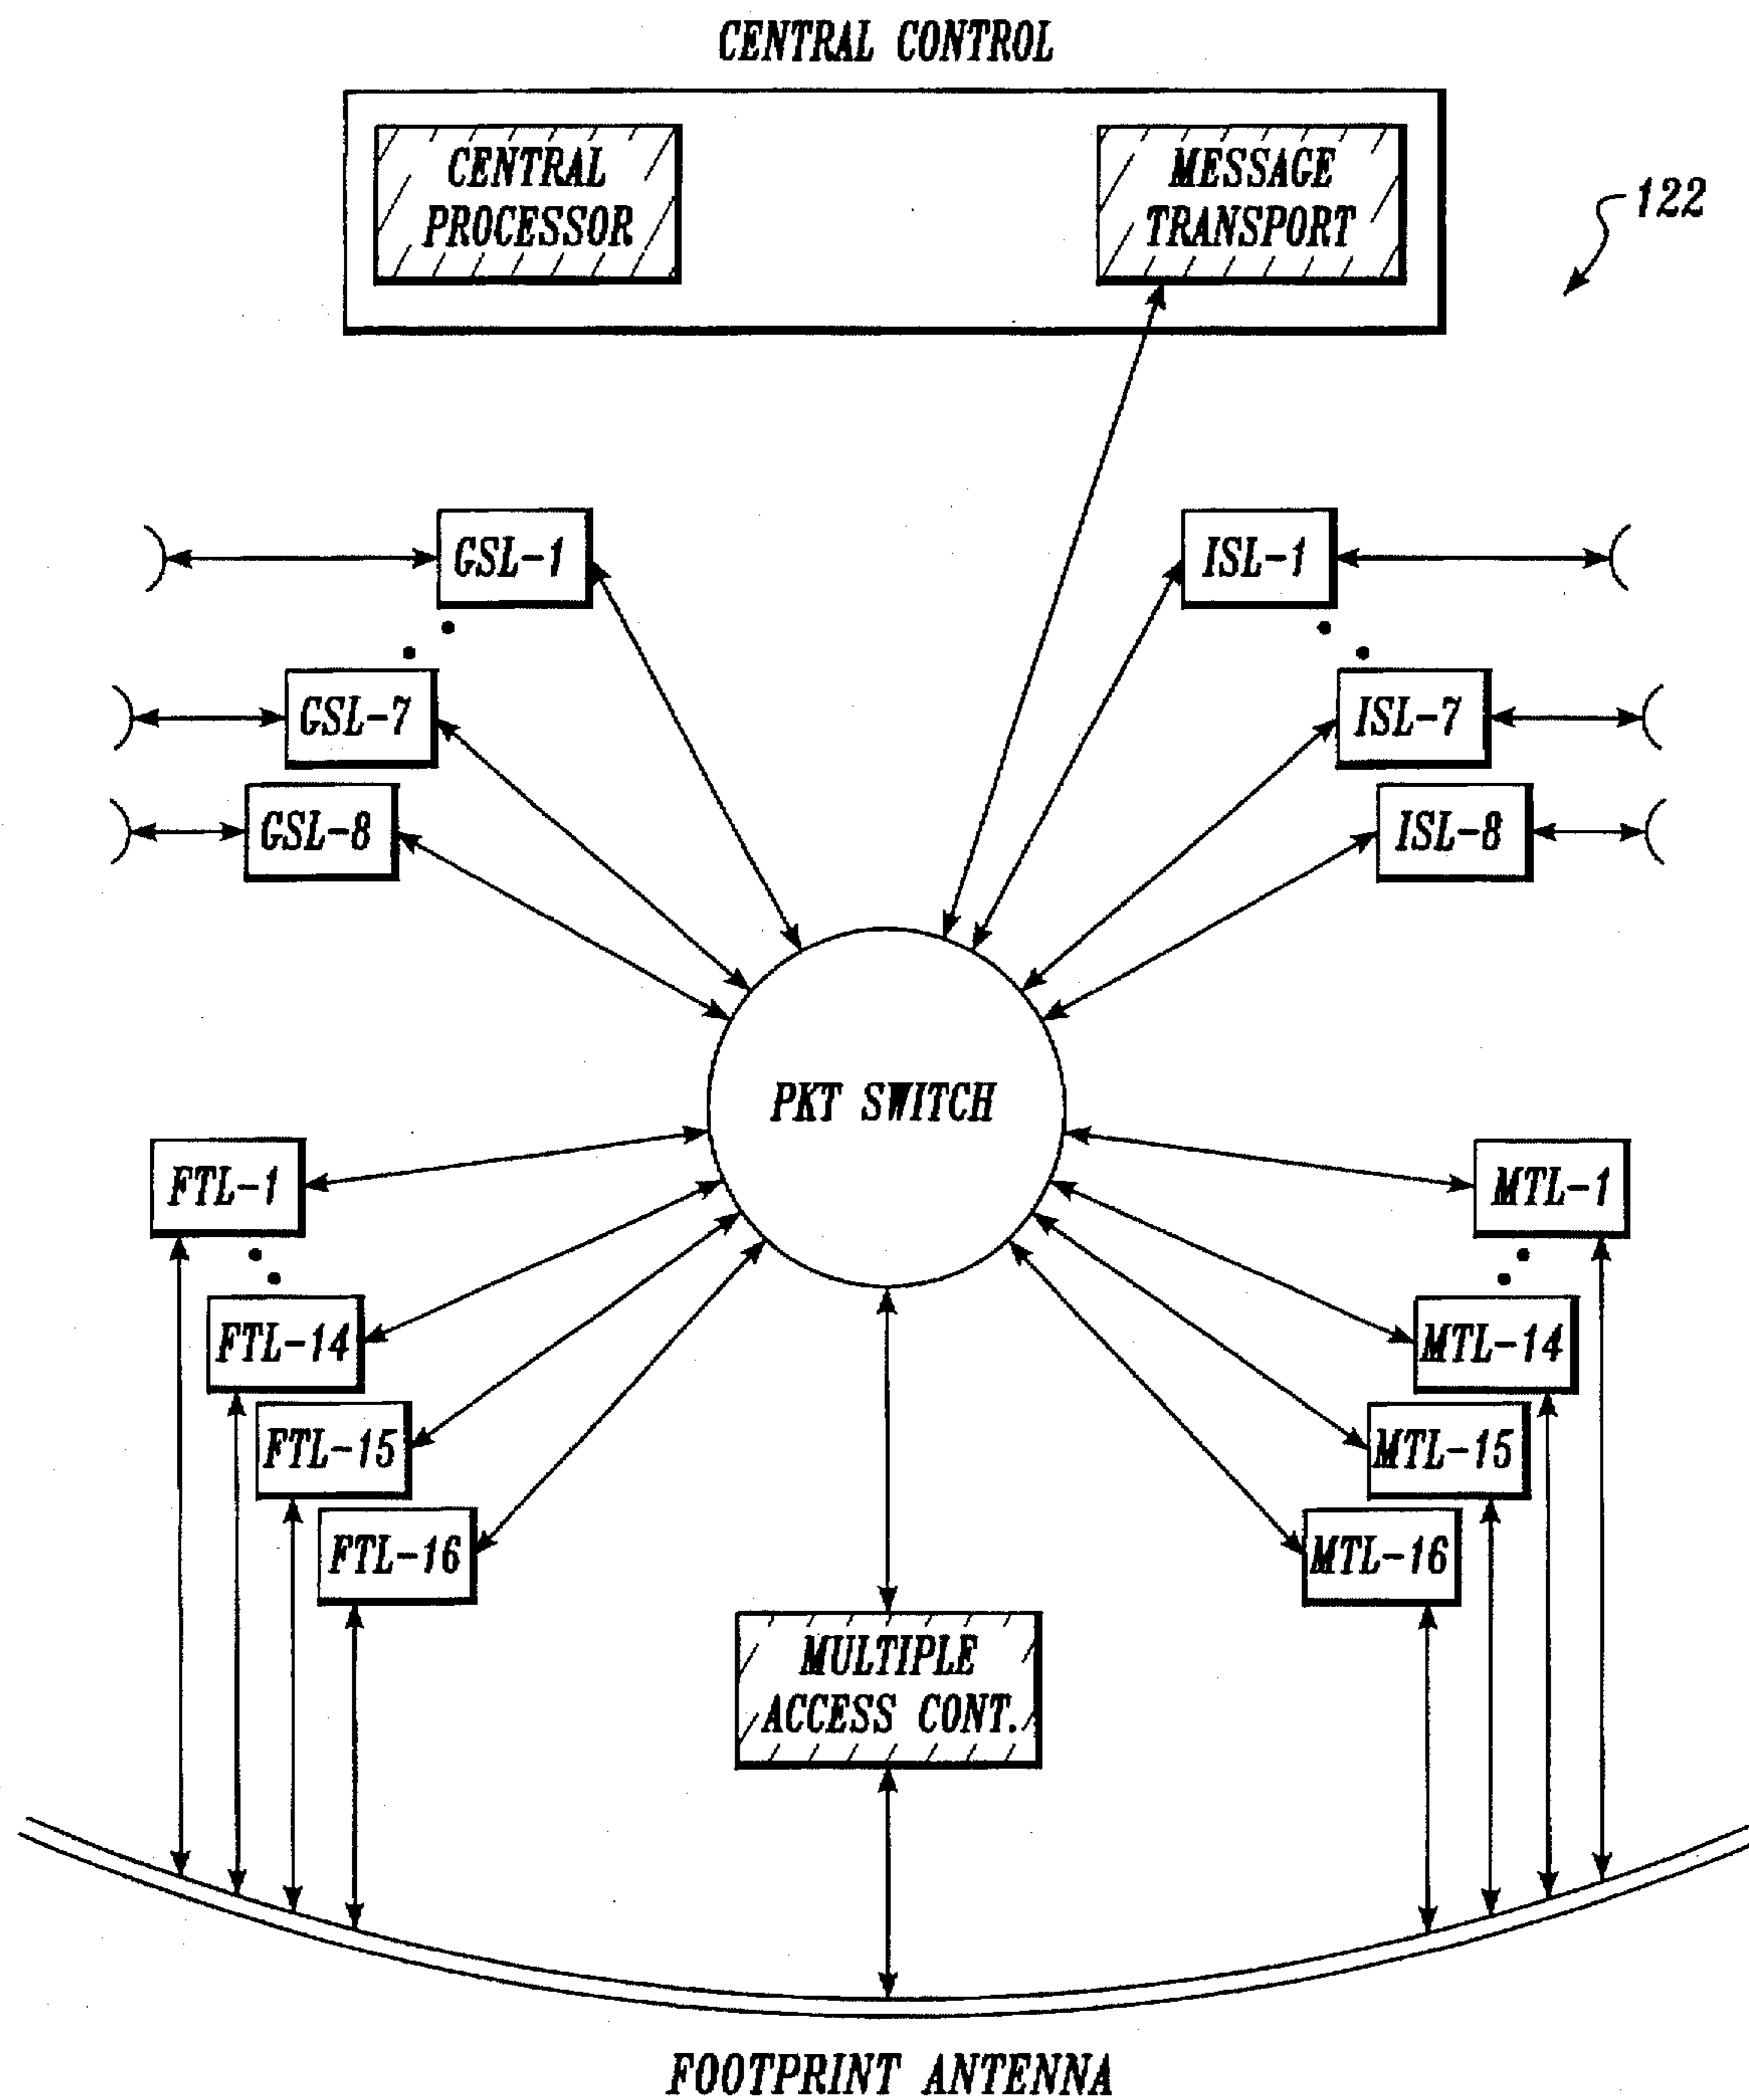 CENTRAL CONTROL
CENTRAL
PROCESSOR
MESSAGE
TRANSPORT
122
GSL-1
ISL-1
GSL-7
ISL-7
GSL-8
ISL-8
PKT SWITCH
FTL-1
MTL-1
FTL-14
MTL-14
FTL-15
MTL-15
FTL-16
MTL-16
MULTIPLE
ACCESS CONT.
FOOTPRINT ANTENNA